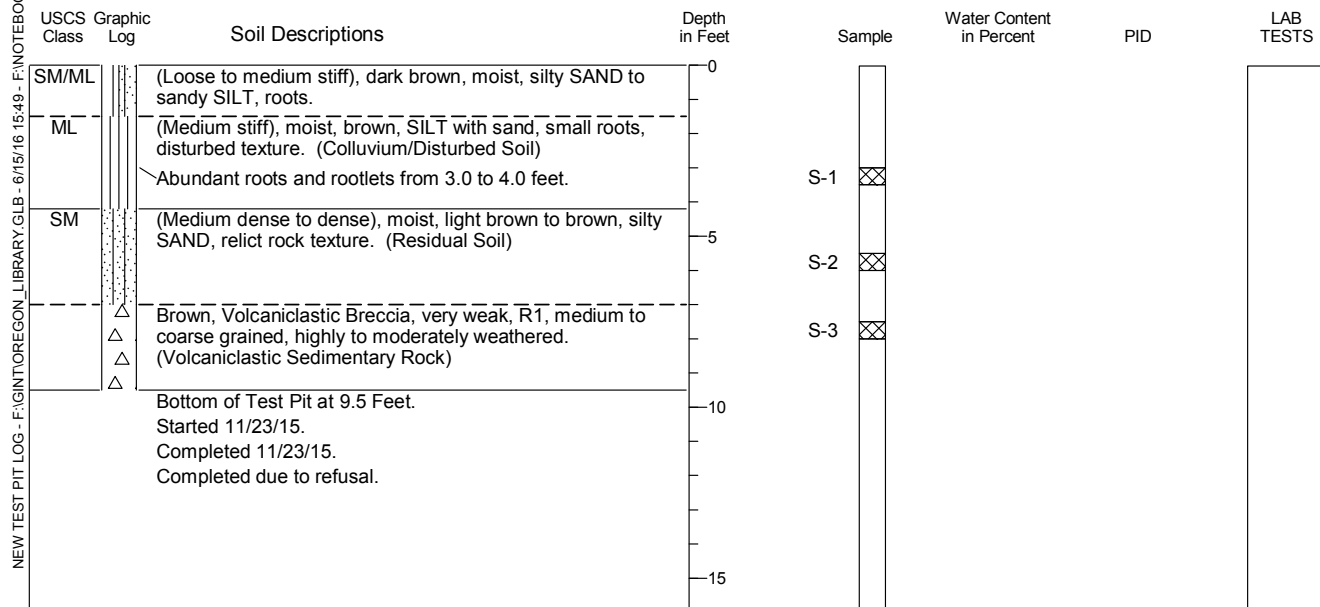 USCS Class
Graphic Log
Soil Descriptions
Depth in Feet
Sample
Water Content in Percent
PID
LAB TESTS
SM/ML
(Loose to medium stiff), dark brown, moist, silty SAND to
sandy SILT, roots.
ML
(Medium stiff), moist, brown, SILT with sand, small roots,
disturbed texture. (Colluvium/Disturbed Soil)
Abundant roots and rootlets from 3.0 to 4.0 feet.
SM
(Medium dense to dense), moist, light brown to brown, silty
SAND, relict rock texture. (Residual Soil)
Brown, Volcaniclastic Breccia, very weak, R1, medium to
coarse grained, highly to moderately weathered.
(Volcaniclastic Sedimentary Rock)
Bottom of Test Pit at 9.5 Feet.
Started 11/23/15.
Completed 11/23/15.
Completed due to refusal.
0
5
10
15
S-1
S-2
S-3
NEW TEST PIT LOG - F:\GINT\OREGON_LIBRARY.GLB - 6/15/16 15:49 - F:\NOTEBOO